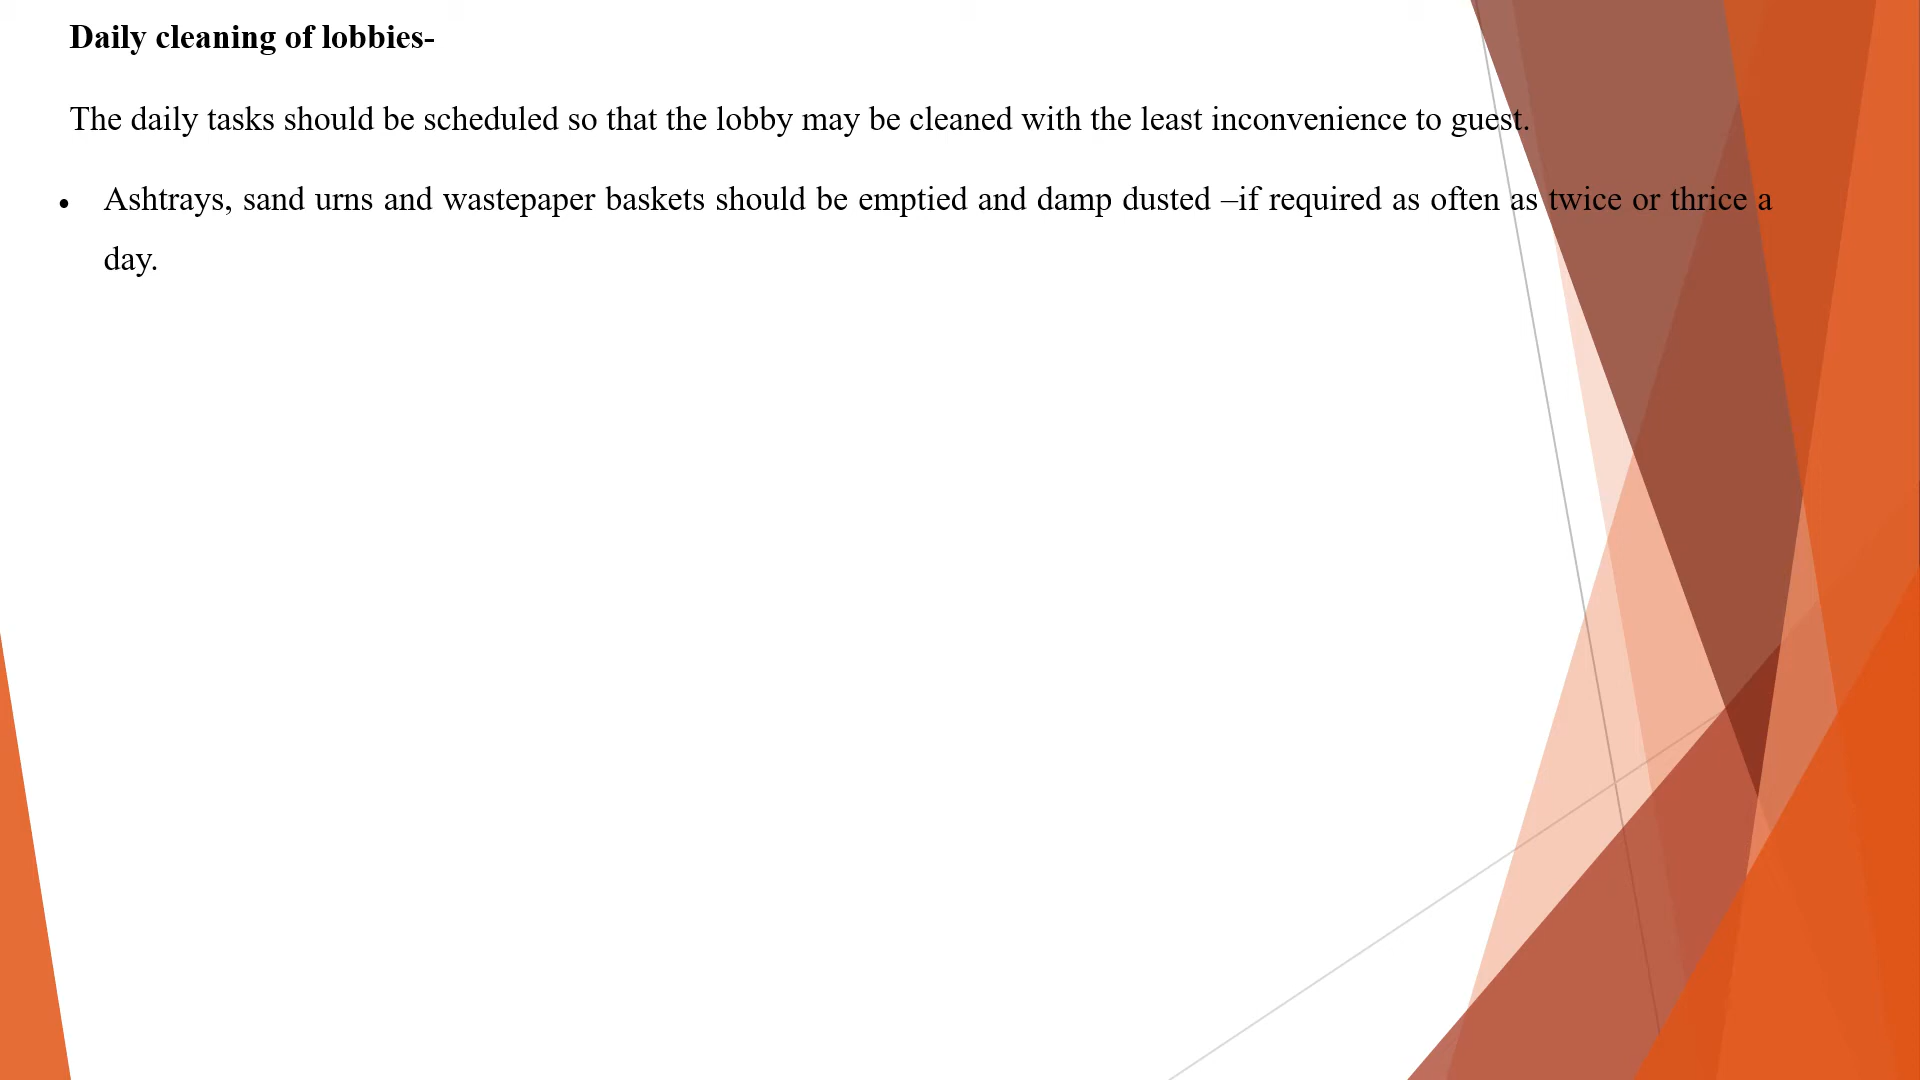 Daily cleaning of lobbies-
The daily tasks should be scheduled so that the lobby may be cleaned with the least inconvenience to guest.
• Ashtrays, sand urns and wastepaper baskets should be emptied and damp dusted –if required as often as twice or thrice a
day.